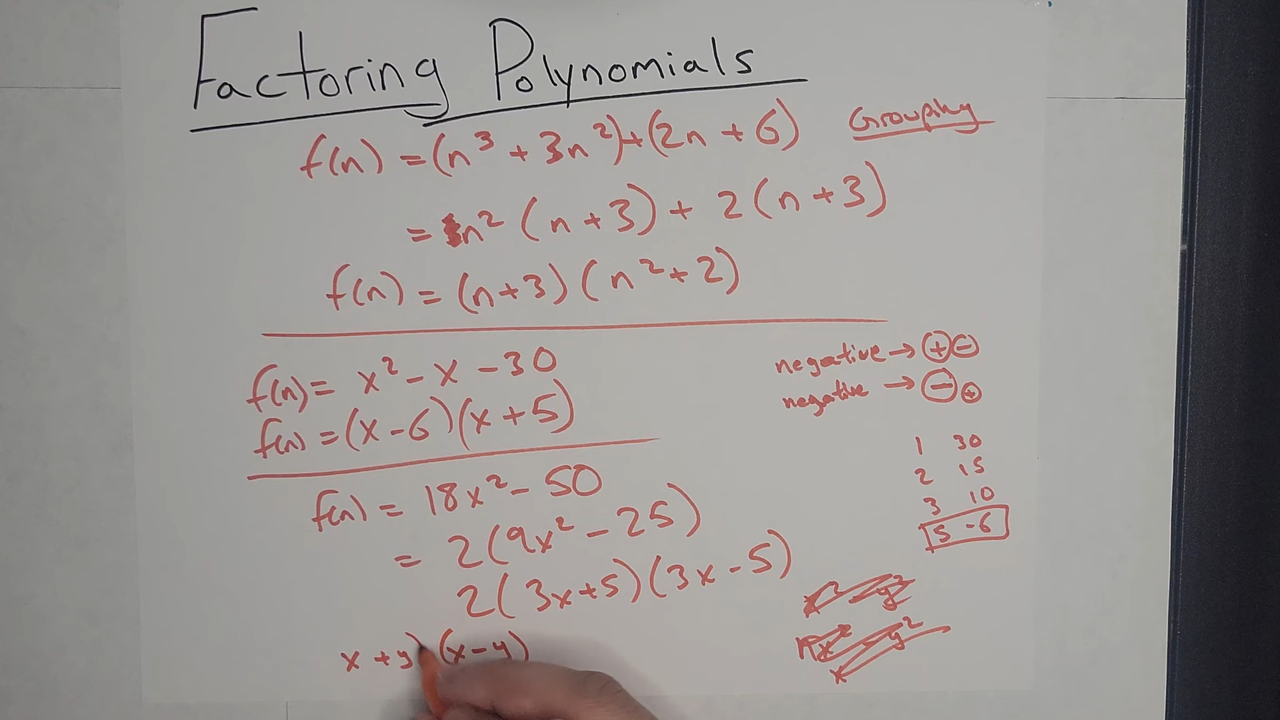 Factoring Polynomials
f(n) = (n³ + 3n²) + (2n + 6)
Grouping
= n² (n + 3) + 2 (n + 3)
f(n) = (n+3) (n² + 2)
f(n) = x² - x - 30
f(n) = (x - 6) (x + 5)
negative → + -
negative → - +
1 30
2 15
3 10
5 -6
f(n) = 18x² - 50
= 2(9x² - 25)
2(3x+5)(3x - 5)
x + y) (x - y)